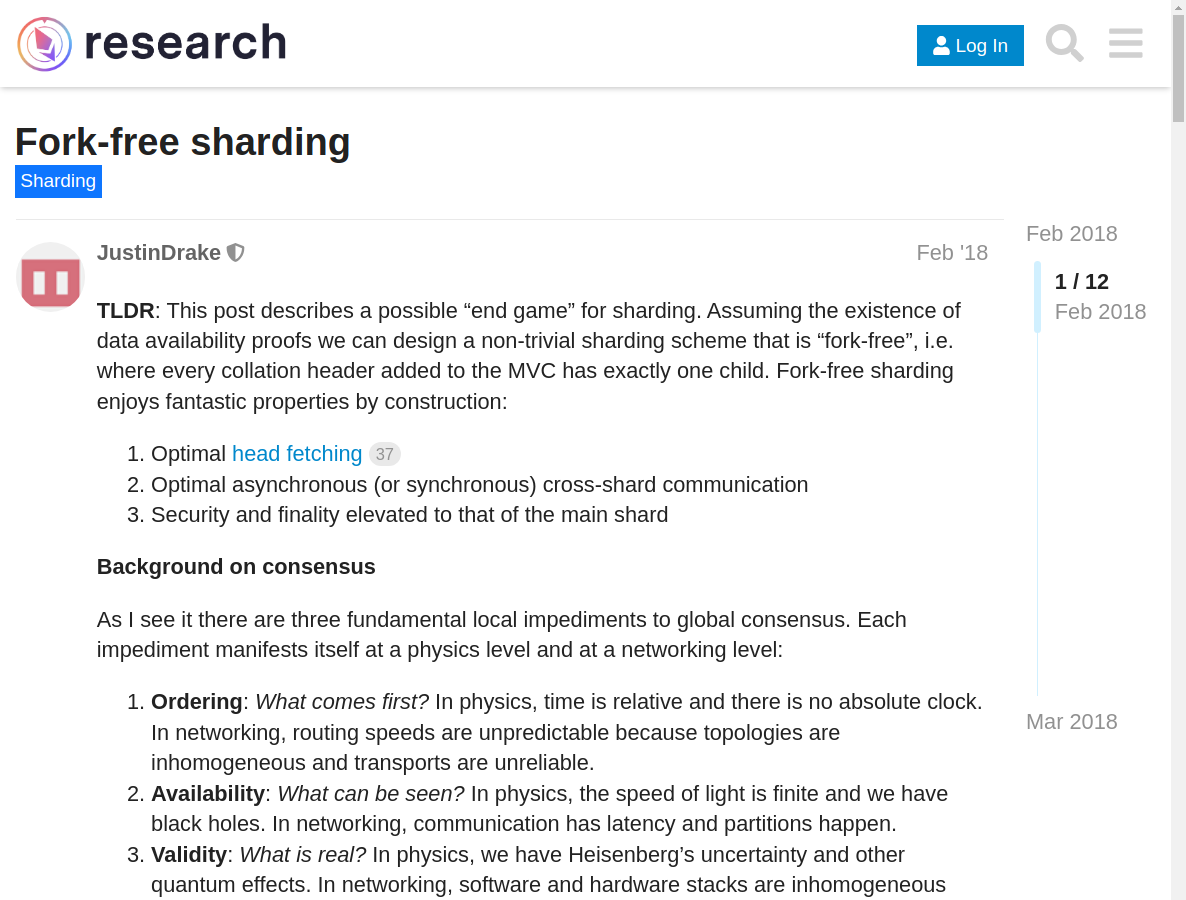 research
Log In
Fork-free sharding
Sharding
JustinDrake
Feb '18
TLDR: This post describes a possible “end game” for sharding. Assuming the existence of
data availability proofs we can design a non-trivial sharding scheme that is “fork-free”, i.e.
where every collation header added to the MVC has exactly one child. Fork-free sharding
enjoys fantastic properties by construction:
1. Optimal head fetching 37
2. Optimal asynchronous (or synchronous) cross-shard communication
3. Security and finality elevated to that of the main shard
Background on consensus
As I see it there are three fundamental local impediments to global consensus. Each
impediment manifests itself at a physics level and at a networking level:
1. Ordering: What comes first? In physics, time is relative and there is no absolute clock.
In networking, routing speeds are unpredictable because topologies are
inhomogeneous and transports are unreliable.
2. Availability: What can be seen? In physics, the speed of light is finite and we have
black holes. In networking, communication has latency and partitions happen.
3. Validity: What is real? In physics, we have Heisenberg’s uncertainty and other
quantum effects. In networking, software and hardware stacks are inhomogeneous
Feb 2018
1 / 12
Feb 2018
Mar 2018